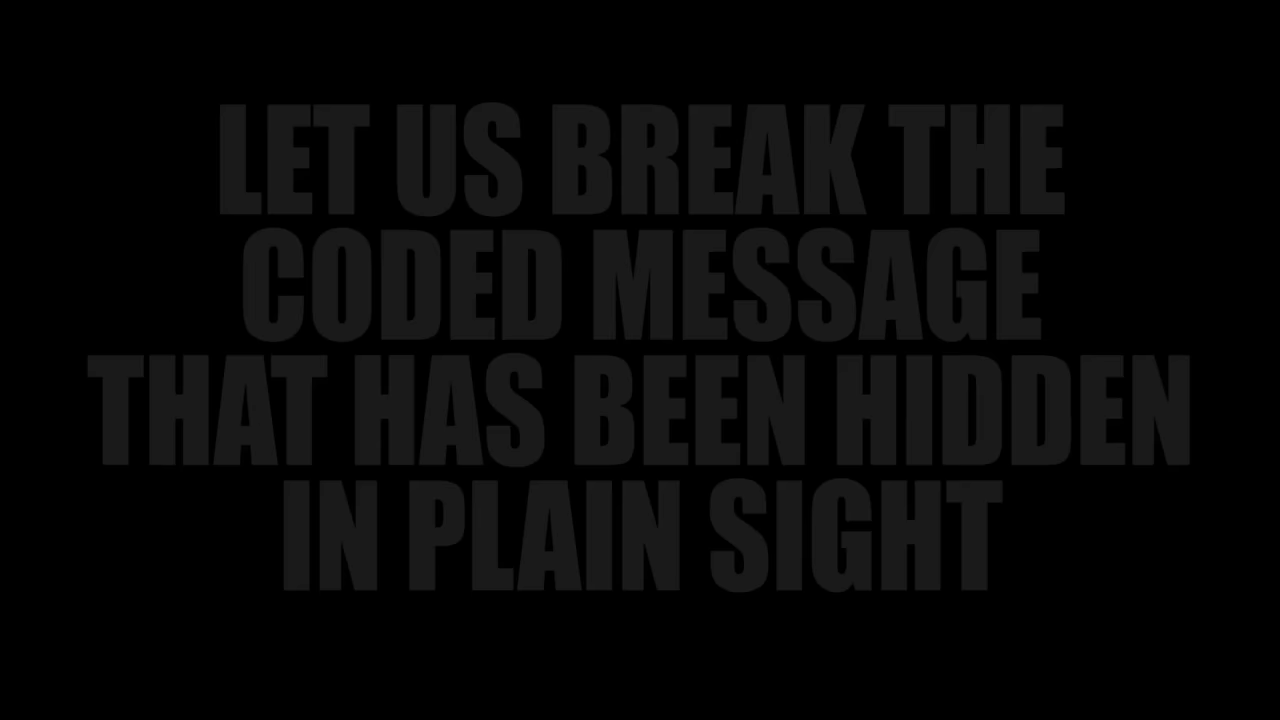 LET US BREAK THE
CODED MESSAGE
THAT HAS BEEN HIDDEN
IN PLAIN SIGHT